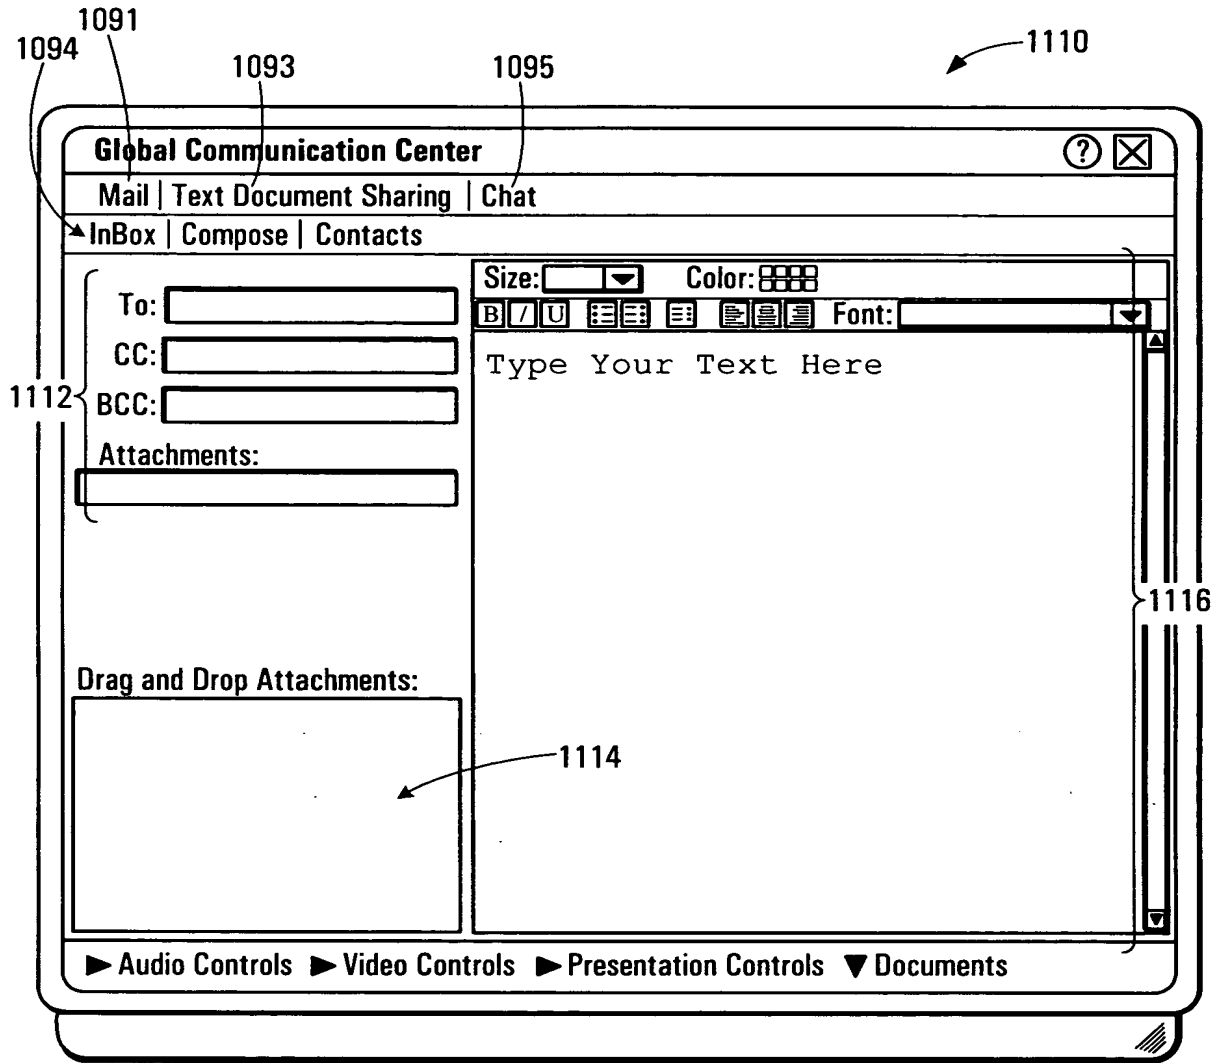 1091
1094
1093
1095
1110
Global Communication Center ?
Mail | Text Document Sharing | Chat
InBox | Compose | Contacts
Size: Color:
To:
B I U Font:
CC:
Type Your Text Here
1112
BCC:
Attachments:
1116
Drag and Drop Attachments:
1114
Audio Controls Video Controls Presentation Controls Documents